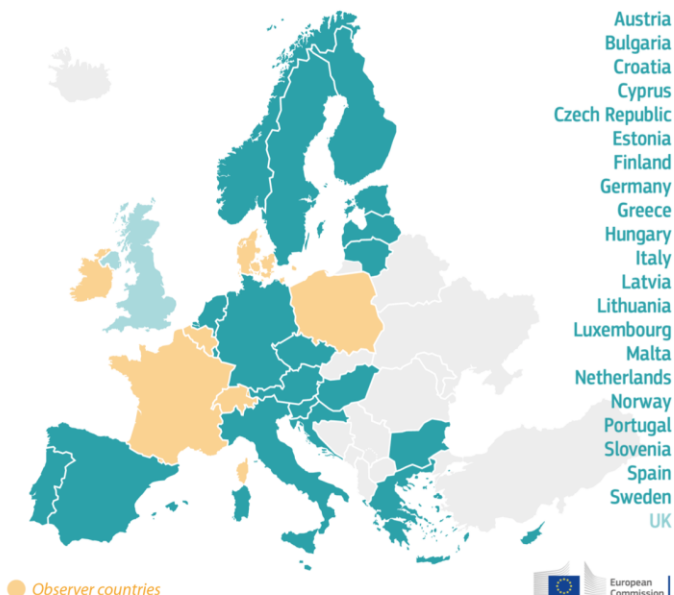 Austria
Bulgaria
Croatia
Cyprus
Czech Republic
Estonia
Finland
Germany
Greece
Hungary
Italy
Latvia
Lithuania
Luxembourg
Malta
Netherlands
Norway
Portugal
Slovenia
Spain
Sweden
UK
Observer countries
European
Commission